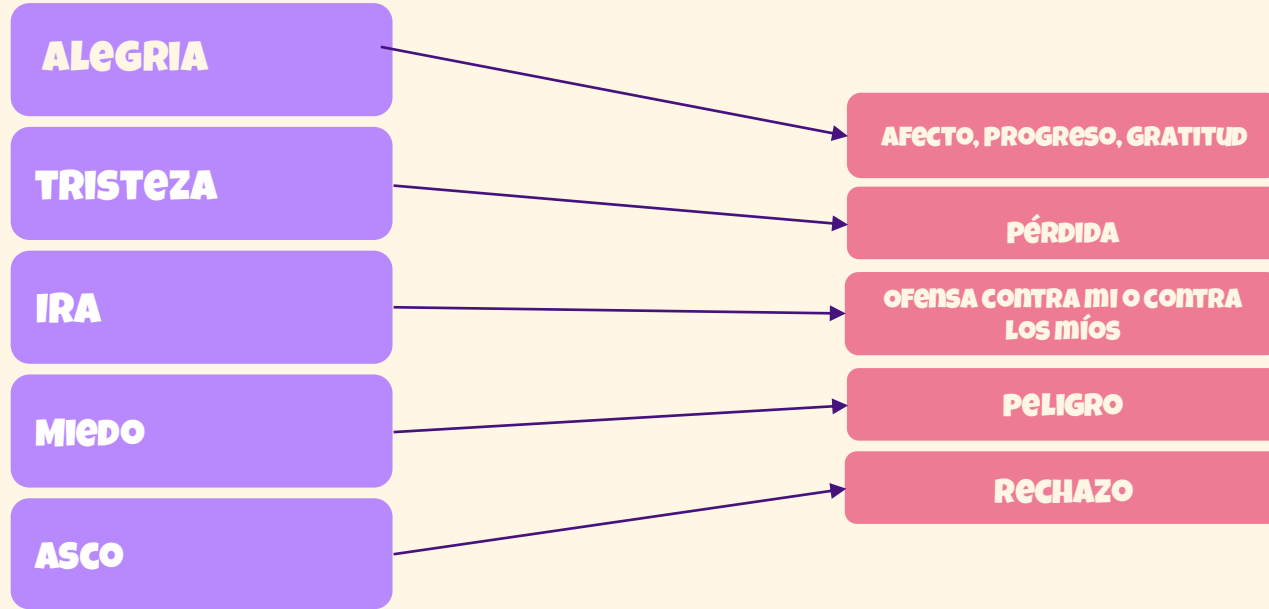 ALEGRIA
AFECTO, PROGRESO, GRATITUD
TRISTEZA
PÉRDIDA
IRA
OFENSA CONTRA MI O CONTRA
LOS MÍOS
MIEDO
PELIGRO
ASCO
RECHAZO